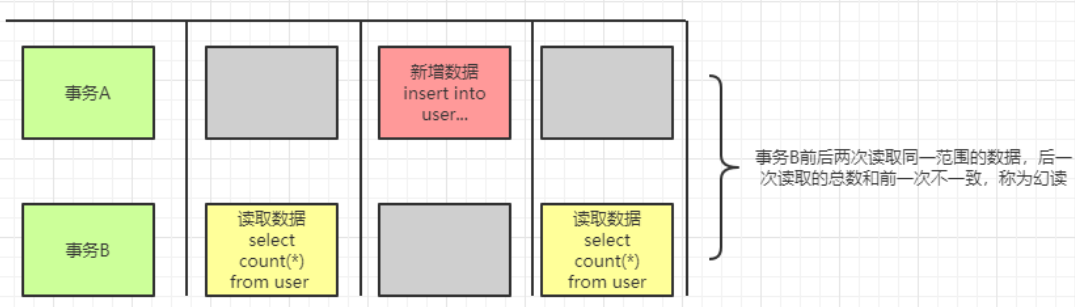 事务A
新增数据
insert into
user...
事务B前后两次读取同一范围的数据，后一
次读取的总数和前一次不一致，称为幻读
事务B
读取数据
select
count(*)
from user
读取数据
select
count(*)
from user